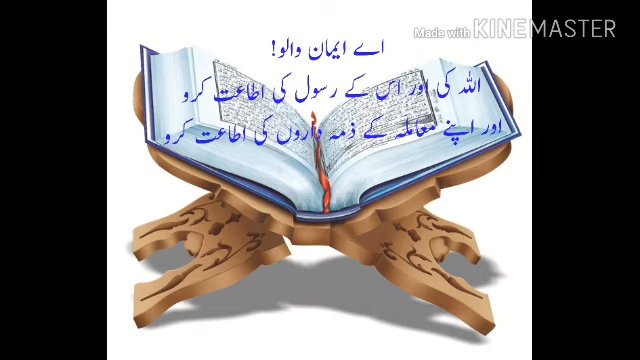 Made with KINEMASTER
اے ایمان والو!
اللہ کی اور اس کے رسول کی اطاعت کرو
اور اپنے معاملہ کے ذمہ داروں کی اطاعت کرو